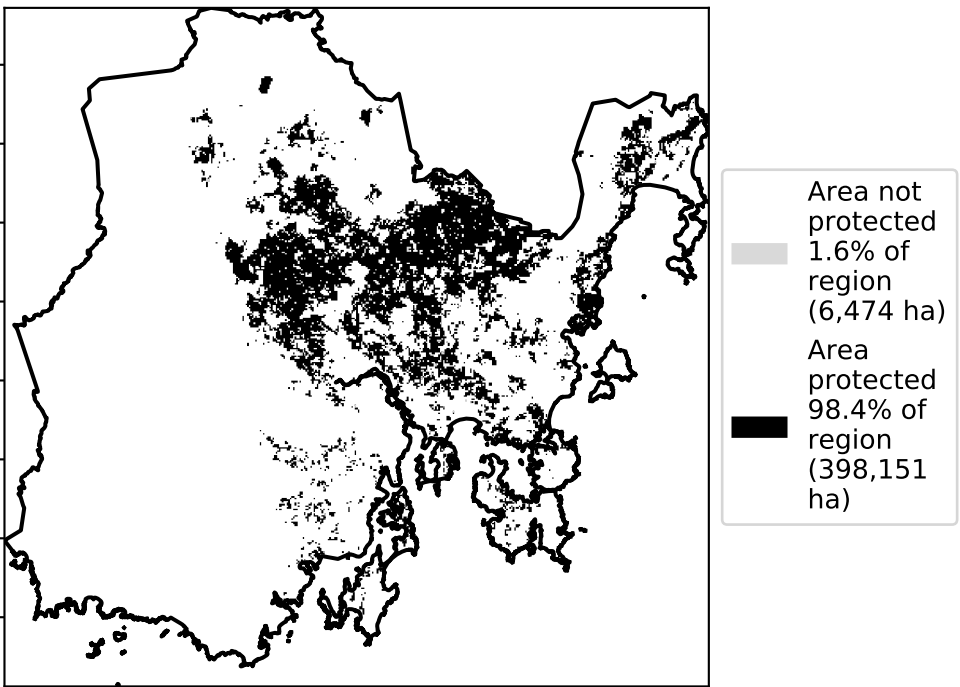 Area not
protected
1.6% of
region
(6,474 ha)
Area
protected
98.4% of
region
(398,151
ha)